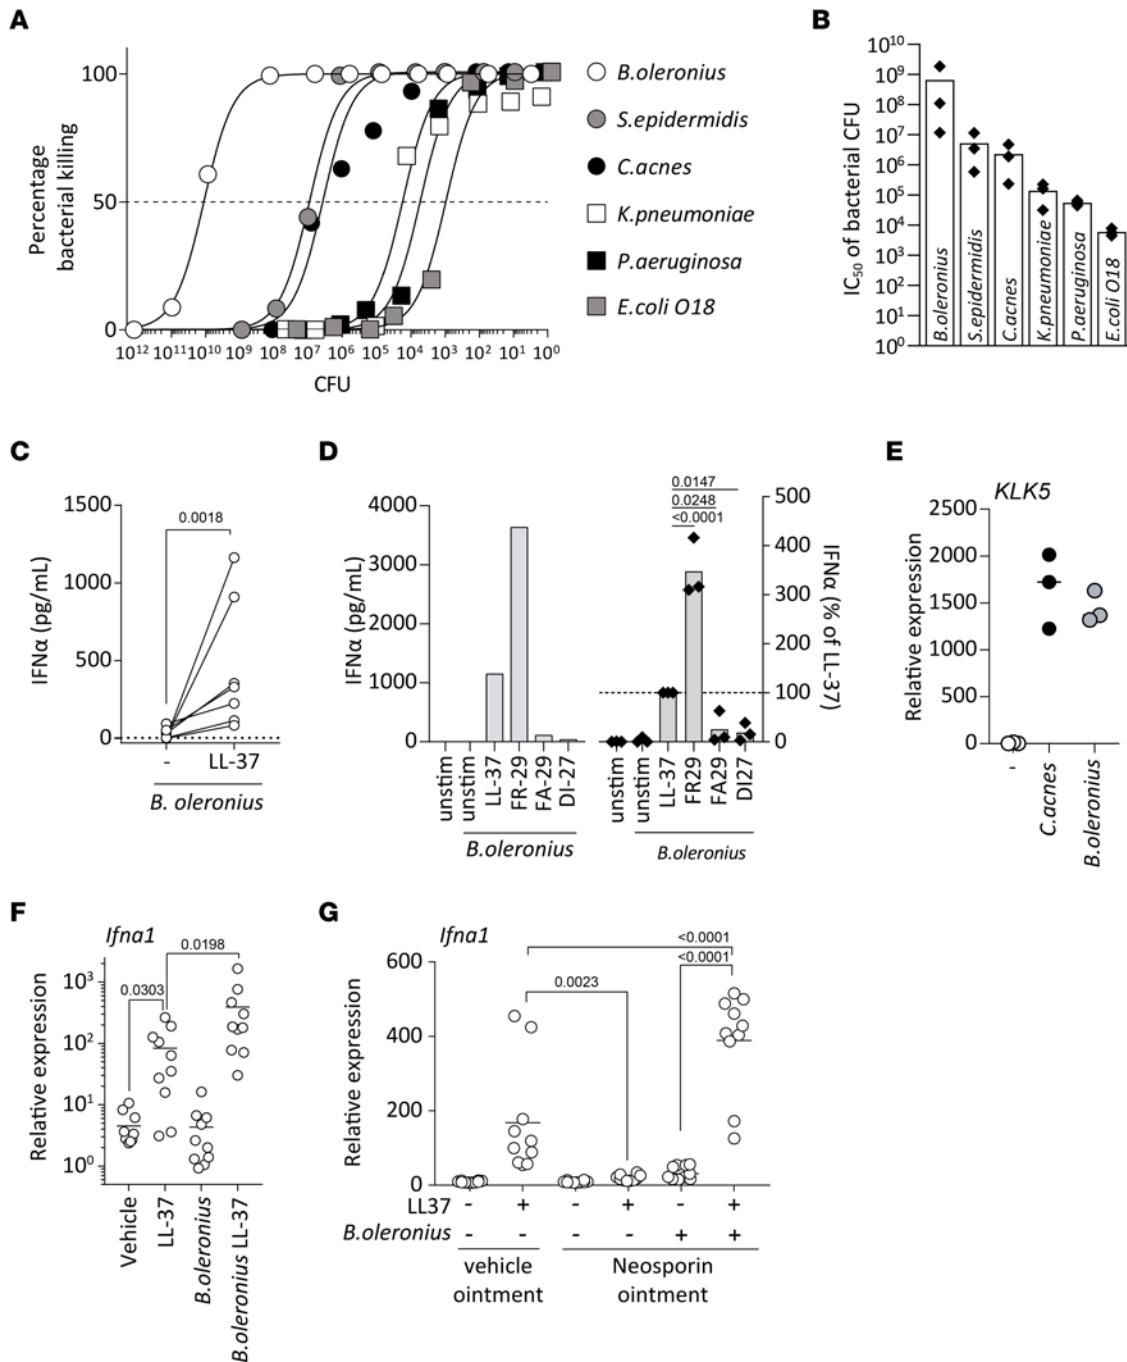 A
Percentage
bacterial killing
100
50
0
10¹² 10¹¹ 10¹⁰ 10⁹ 10⁸ 10⁷ 10⁶ 10⁵ 10⁴ 10³ 10² 10¹ 10⁰
CFU
B.oleronius
S.epidermidis
C.acnes
K.pneumoniae
P.aeruginosa
E.coli O18
B
IC₅₀ of bacterial CFU
10¹⁰
10⁹
10⁸
10⁷
10⁶
10⁵
10⁴
10³
10²
10¹
10⁰
B.oleronius
S.epidermidis
C.acnes
K.pneumoniae
P.aeruginosa
E.coli O18
C
IFNα (pg/mL)
1500
1000
500
0
0.0018
- LL-37
B. oleronius
D
IFNα (pg/mL)
4000
3000
2000
1000
0
unstim
unstim
LL-37
FR-29
FA-29
DI-27
B.oleronius
0.0147
0.0248
<0.0001
500
400
300
200
100
0
IFNα (% of LL-37)
unstim
unstim
LL-37
FR29
FA29
DI27
B.oleronius
E
KLK5
Relative expression
2500
2000
1500
1000
500
0
-
C.acnes
B.oleronius
F
Ifna1
Relative expression
10³
10²
10¹
10⁰
0.0303
0.0198
Vehicle
LL-37
B.oleronius
B.oleronius LL-37
G
Ifna1
Relative expression
600
400
200
0
<0.0001
<0.0001
0.0023
LL37 - + - + - +
B.oleronius - - - - + +
vehicle
ointment
Neosporin
ointment